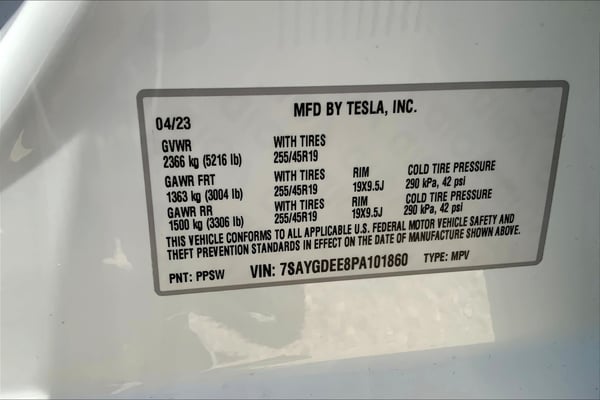 MFD BY TESLA, INC.
04/23
GVWR WITH TIRES
2366 kg (5216 lb) 255/45R19
GAWR FRT WITH TIRES RIM COLD TIRE PRESSURE
1363 kg (3004 lb) 255/45R19 19X9.5J 290 kPa, 42 psi
GAWR RR WITH TIRES RIM COLD TIRE PRESSURE
1500 kg (3306 lb) 255/45R19 19X9.5J 290 kPa, 42 psi
THIS VEHICLE CONFORMS TO ALL APPLICABLE U.S. FEDERAL MOTOR VEHICLE SAFETY AND
THEFT PREVENTION STANDARDS IN EFFECT ON THE DATE OF MANUFACTURE SHOWN ABOVE.
PNT: PPSW VIN: 7SAYGDEE8PA101860 TYPE: MPV